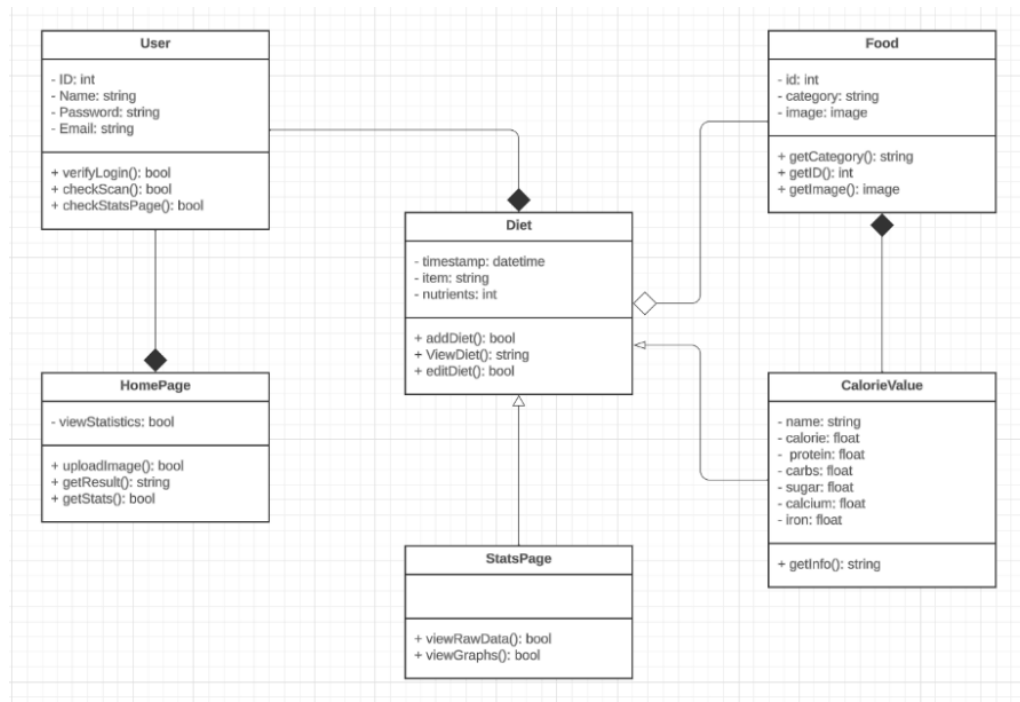 User
- ID: int
- Name: string
- Password: string
- Email: string
+ verifyLogin(): bool
+ checkScan(): bool
+ checkStatsPage(): bool
Food
- id: int
- category: string
- image: image
+ getCategory(): string
+ getID(): int
+ getImage(): image
Diet
- timestamp: datetime
- item: string
- nutrients: int
+ addDiet(): bool
+ ViewDiet(): string
+ editDiet(): bool
HomePage
- viewStatistics: bool
+ uploadImage(): bool
+ getResult(): string
+ getStats(): bool
CalorieValue
- name: string
- calorie: float
- protein: float
- carbs: float
- sugar: float
- calcium: float
- iron: float
+ getInfo(): string
StatsPage
+ viewRawData(): bool
+ viewGraphs(): bool